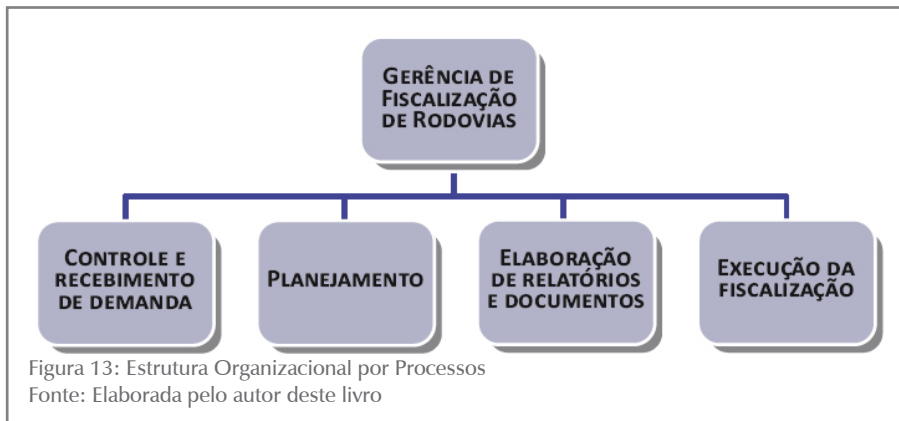 GERÊNCIA DE
FISCALIZAÇÃO
DE RODOVIAS
CONTROLE E
RECEBIMENTO
DE DEMANDA
PLANEJAMENTO
ELABORAÇÃO
DE RELATÓRIOS
E DOCUMENTOS
EXECUÇÃO DA
FISCALIZAÇÃO
Figura 13: Estrutura Organizacional por Processos
Fonte: Elaborada pelo autor deste livro